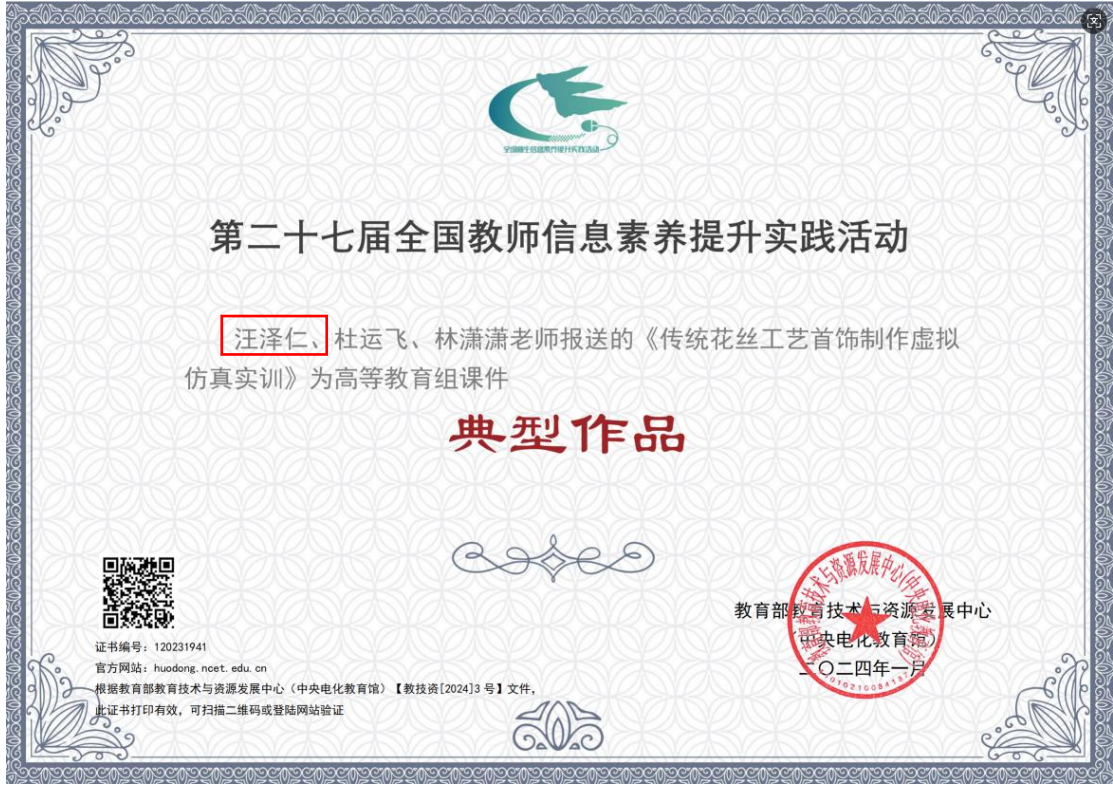 第二十七届全国教师信息素养提升实践活动
汪泽仁、杜运飞、林潇潇老师报送的《传统花丝工艺首饰制作虚拟
仿真实训》为高等教育组课件
典型作品
教育部教育技术与资源发展中心
（中央电化教育馆）
二〇二四年一月
证书编号：120231941
官方网站：huodong.ncet.edu.cn
根据教育部教育技术与资源发展中心（中央电化教育馆）【教技资[2024]3号】文件，
此证书打印有效，可扫描二维码或登陆网站验证